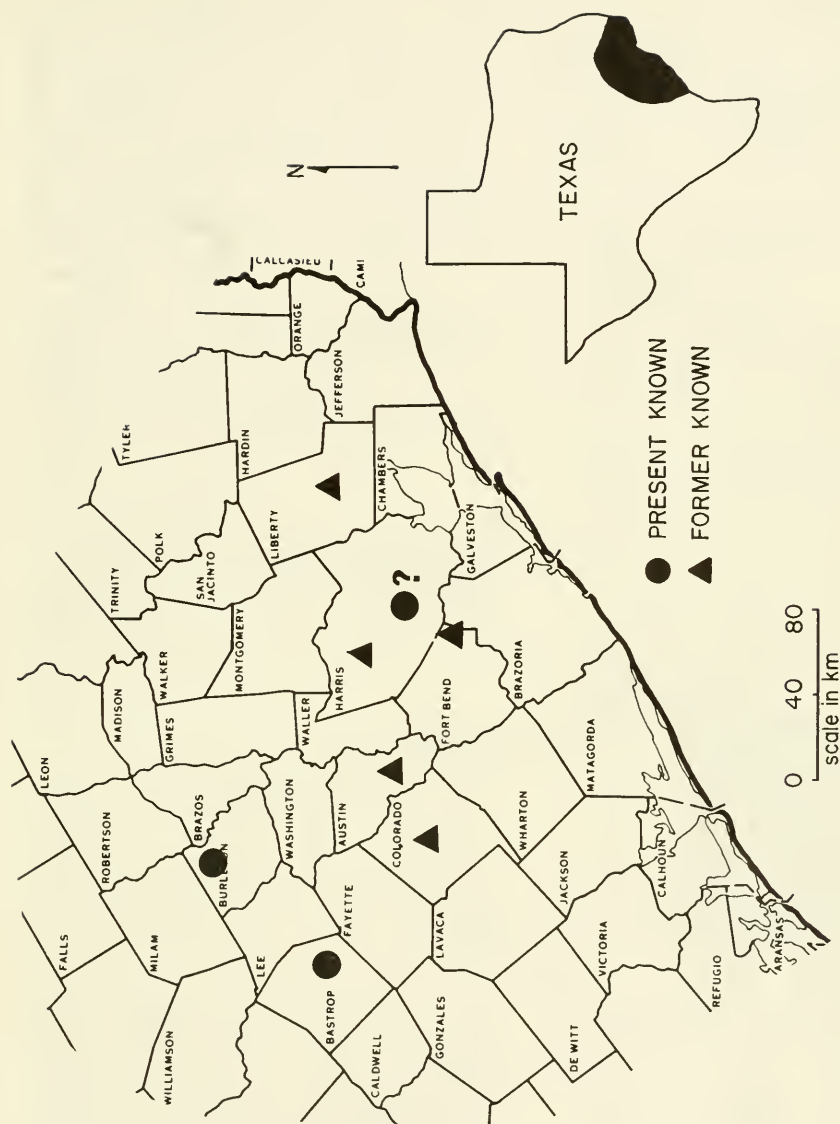 N
TEXAS
PRESENT KNOWN
FORMER KNOWN
0 40 80
scale in km
LEON
FALLS
ROBERTSON
MADISON
TRINITY
TYLER
POLK
WALKER
SAN
JACINTO
HARDIN
CALCASIEU
CAMI
ORANGE
JEFFERSON
LIBERTY
CHAMBERS
MONTGOMERY
GRIMES
BRAZOS
MILAM
WILLIAMSON
BURLESON
WASHINGTON
WALLER
HARRIS
?
GALVESTON
LEE
AUSTIN
FORT BEND
BRAZORIA
BASTROP
FAYETTE
COLORADO
CALDWELL
GONZALES
LAVACA
WHARTON
MATAGORDA
JACKSON
DE WITT
VICTORIA
CALHOUN
REFUGIO
ARANSAS